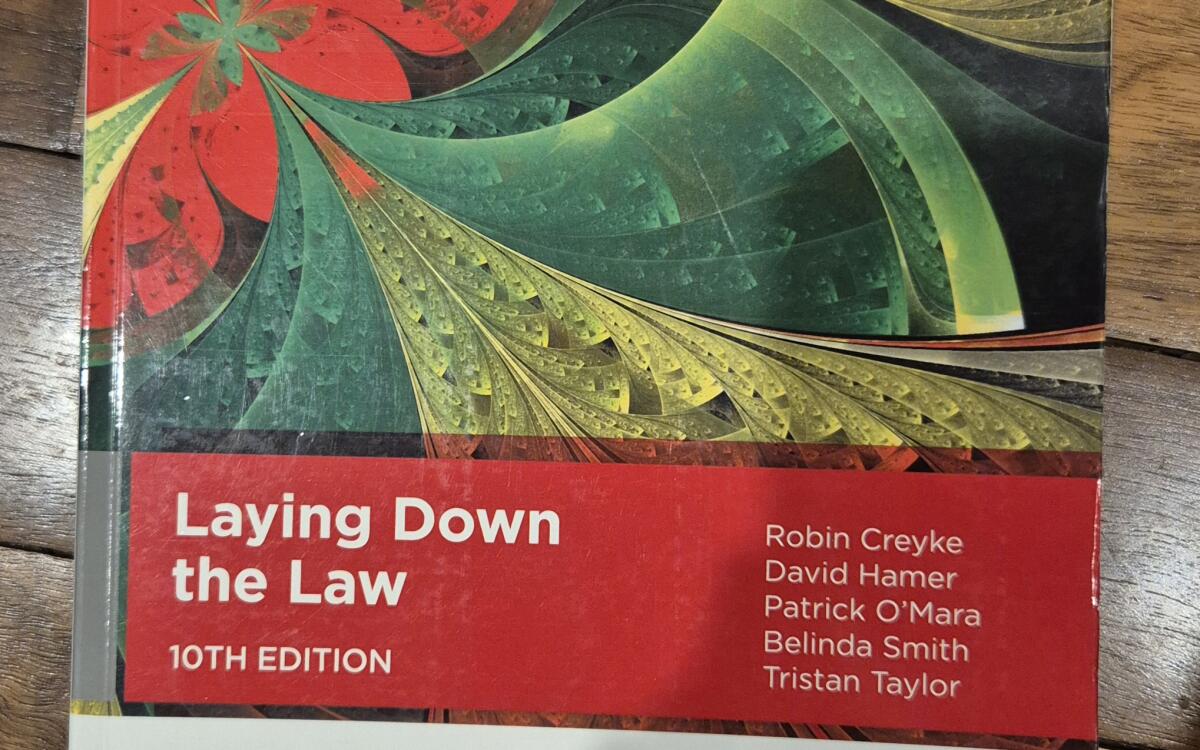 Laying Down
the Law
10TH EDITION
Robin Creyke
David Hamer
Patrick O'Mara
Belinda Smith
Tristan Taylor